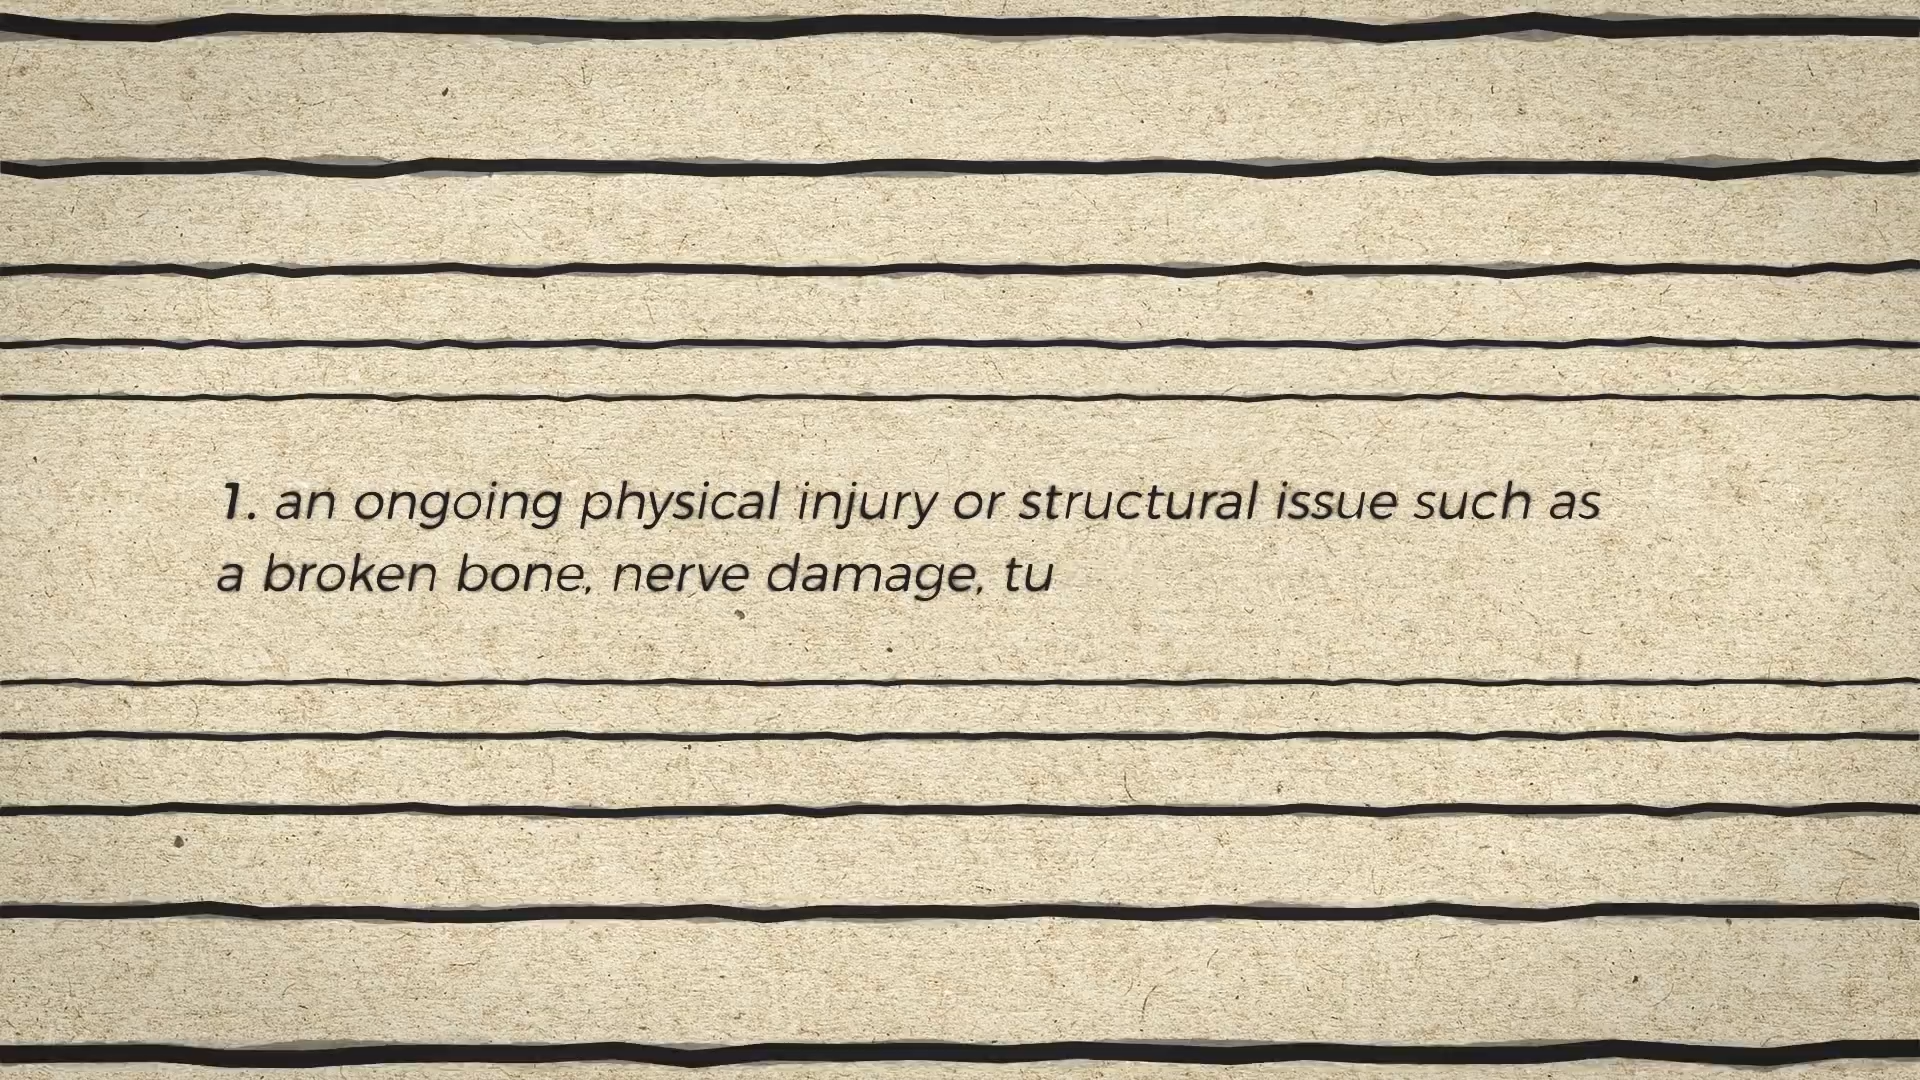 1. an ongoing physical injury or structural issue such as
a broken bone, nerve damage, tu